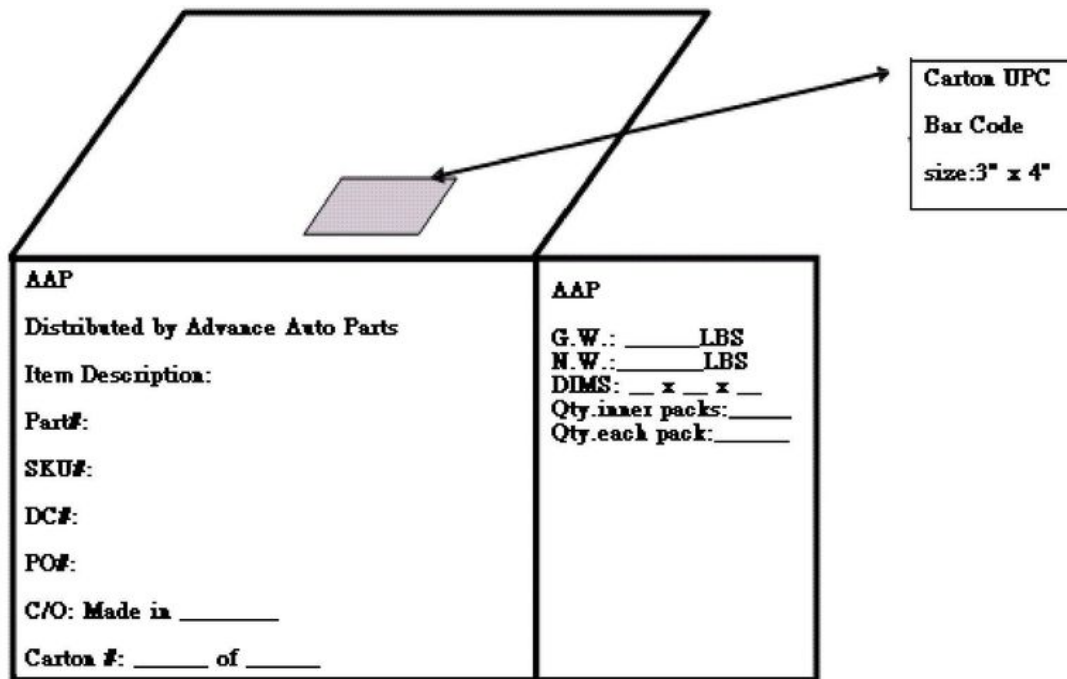 Carton UPC
Bar Code
size:3" x 4"
AAP
Distributed by Advance Auto Parts
Item Description:
Part#:
SKU#:
DC#:
PO#:
C/O: Made in ________
Carton #: ______ of ______
AAP
G.W.: ______LBS
N.W.:_______LBS
DIMS: __ x __ x __
Qty.inner packs:_____
Qty.each pack:______